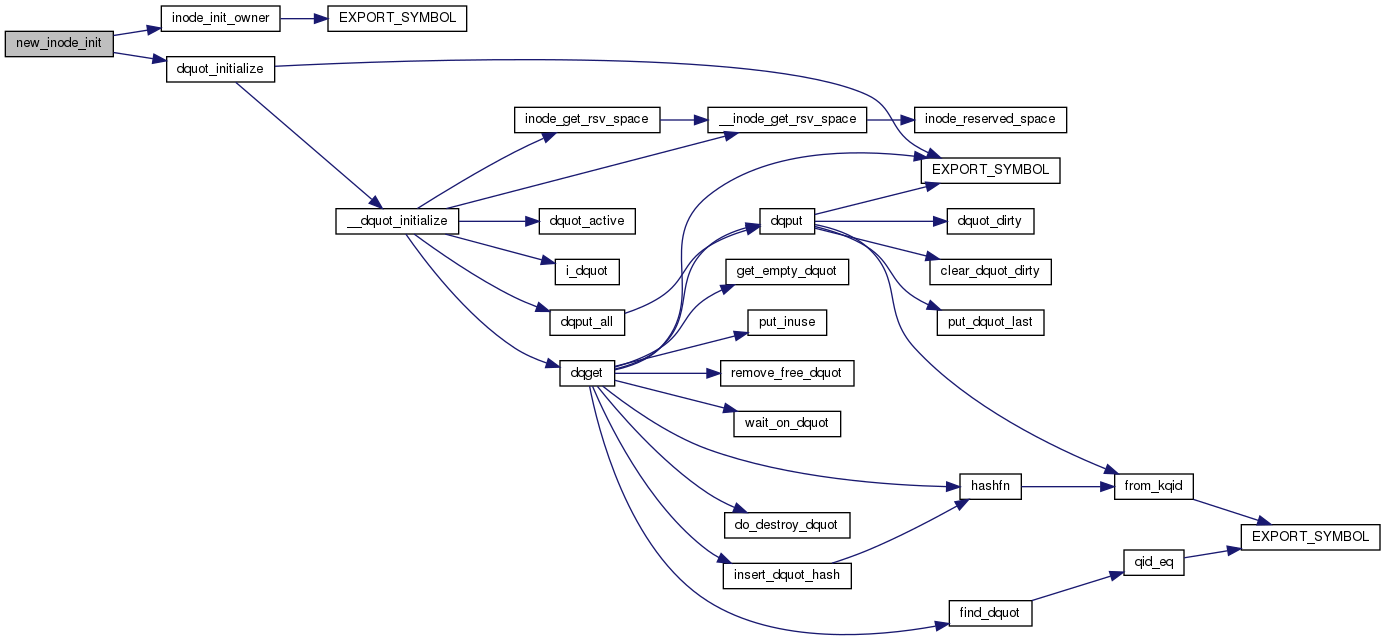 new_inode_init
inode_init_owner
EXPORT_SYMBOL
dquot_initialize
inode_get_rsv_space
__inode_get_rsv_space
inode_reserved_space
EXPORT_SYMBOL
__dquot_initialize
dquot_active
dqput
dquot_dirty
i_dquot
get_empty_dquot
clear_dquot_dirty
dqput_all
put_inuse
put_dquot_last
dqget
remove_free_dquot
wait_on_dquot
hashfn
from_kqid
do_destroy_dquot
EXPORT_SYMBOL
insert_dquot_hash
qid_eq
find_dquot